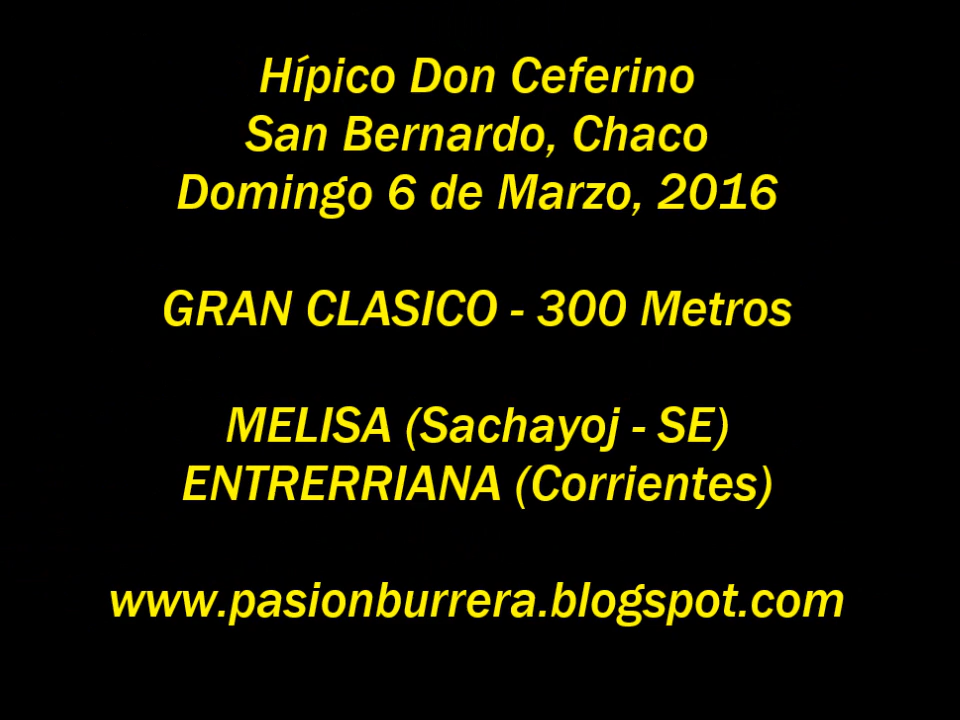 Hípico Don Ceferino
San Bernardo, Chaco
Domingo 6 de Marzo, 2016
GRAN CLASICO - 300 Metros
MELISA (Sachayoj - SE)
ENTRERRIANA (Corrientes)
www.pasionburrera.blogspot.com